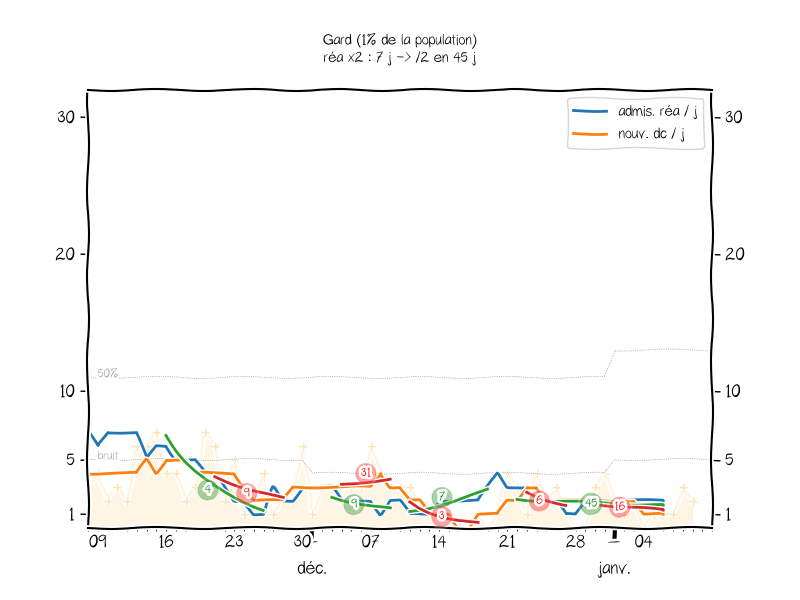 Gard (1% de la population)
réa x2 : 7 j -> /2 en 45 j
admis. réa / j
nouv. dc / j
30 30
20 20
50%
10 10
bruit
5 5
1 1
4 9 9 31 7 3 6 45 16
09 16 23 30 07 14 21 28 04
déc. janv.